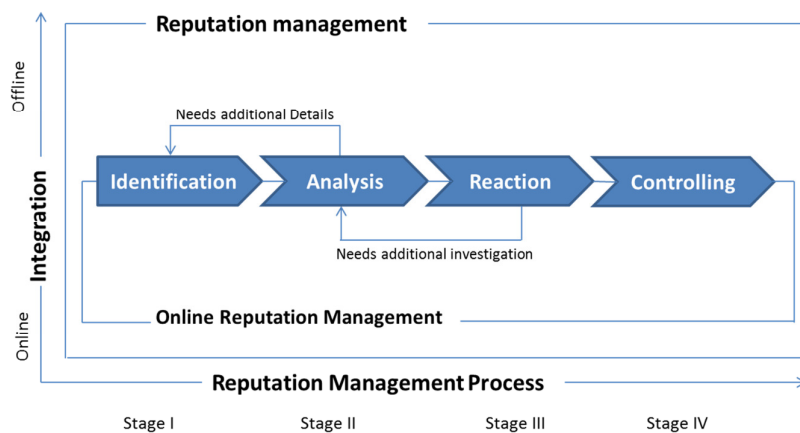 Reputation management
Offline
Needs additional Details
Identification
Analysis
Reaction
Controlling
Integration
Needs additional investigation
Online Reputation Management
Online
Reputation Management Process
Stage I
Stage II
Stage III
Stage IV